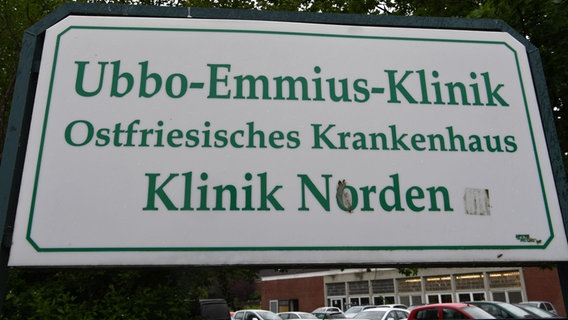 Ubbo-Emmius-Klinik
Ostfriesisches Krankenhaus
Klinik Norden